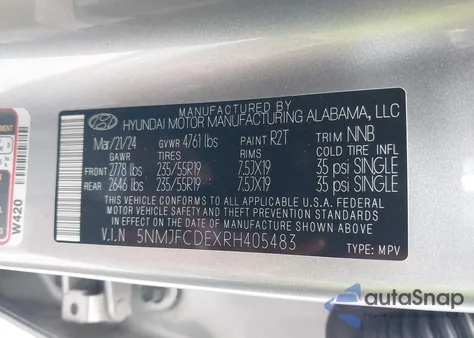 MANUFACTURED BY
HYUNDAI MOTOR MANUFACTURING ALABAMA, LLC
Mar/21/24 GVWR 4761 lbs PAINT R2T TRIM NNB
GAWR TIRES RIMS COLD TIRE INFL
FRONT 2778 lbs 235/55R19 7.5JX19 35 psi SINGLE
REAR 2646 lbs 235/55R19 7.5JX19 35 psi SINGLE
THIS VEHICLE CONFORMS TO ALL APPLICABLE U.S.A. FEDERAL
MOTOR VEHICLE SAFETY AND THEFT PREVENTION STANDARDS
IN EFFECT ON THE DATE OF MANUFACTURE SHOWN ABOVE.
V.I.N 5NMJFCDEXRH405483
TYPE: MPV
W420
autoSnap